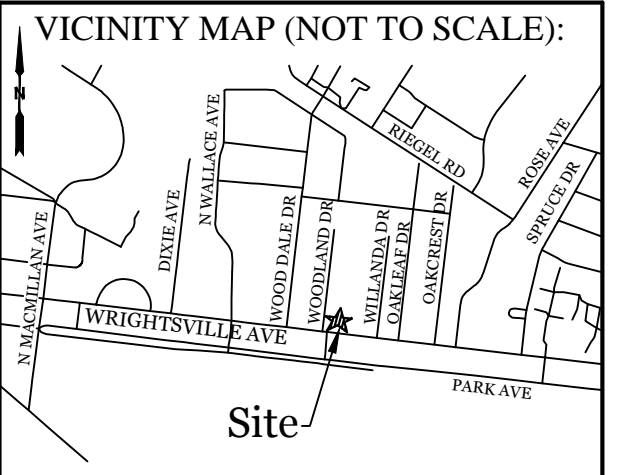 VICINITY MAP (NOT TO SCALE):
N
RIEGEL RD
ROSE AVE
SPRUCE DR
N WALLACE AVE
DIXIE AVE
WOOD DALE DR
WOODLAND DR
WILLANDA DR
OAKLEAF DR
OAKCREST DR
N MACMILLAN AVE
WRIGHTSVILLE AVE
PARK AVE
Site